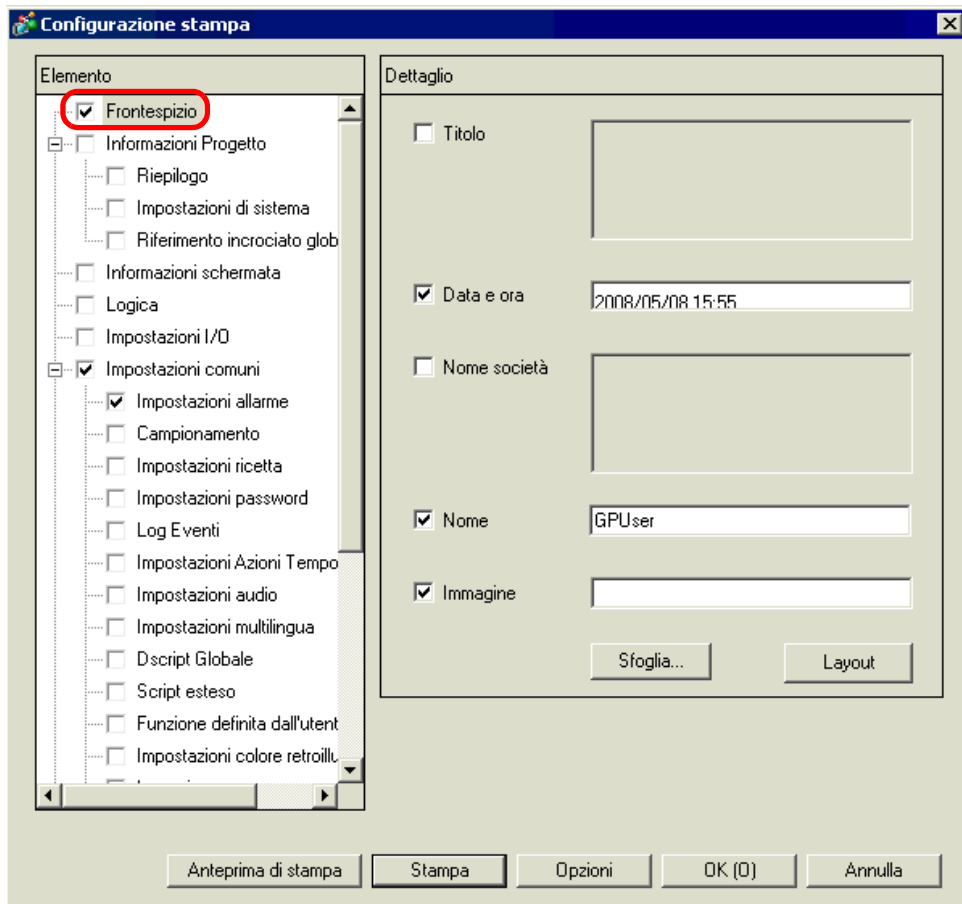 Configurazione stampa
Elemento
Frontespizio
Informazioni Progetto
Riepilogo
Impostazioni di sistema
Riferimento incrociato glob
Informazioni schermata
Logica
Impostazioni I/O
Impostazioni comuni
Impostazioni allarme
Campionamento
Impostazioni ricetta
Impostazioni password
Log Eventi
Impostazioni Azioni Tempo
Impostazioni audio
Impostazioni multilingua
Dscript Globale
Script esteso
Funzione definita dall'utent
Impostazioni colore retroillu
Dettaglio
Titolo
Data e ora 2008/05/08 15:55
Nome società
Nome GPUser
Immagine
Sfoglia... Layout
Anteprima di stampa Stampa Opzioni OK (O) Annulla